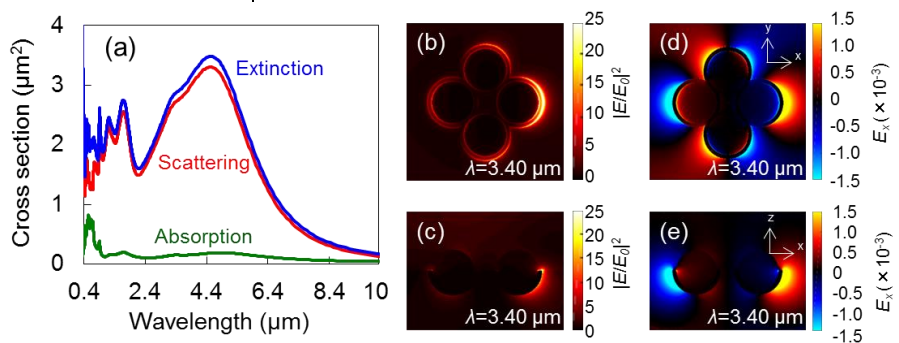 (a)
Cross section (μm²)
4
3
2
1
0
Extinction
Scattering
Absorption
0.4 2.4 4.4 6.4 8.4 10
Wavelength (μm)
(b)
λ=3.40 μm
25
20
15
10
5
0
|E/E₀|²
(c)
λ=3.40 μm
25
20
15
10
5
0
|E/E₀|²
(d)
y
x
λ=3.40 μm
1.5
1.0
0.5
0
-0.5
-1.0
-1.5
Eₓ (×10⁻³)
(e)
z
x
λ=3.40 μm
1.5
1.0
0.5
0
-0.5
-1.0
-1.5
Eₓ (×10⁻³)